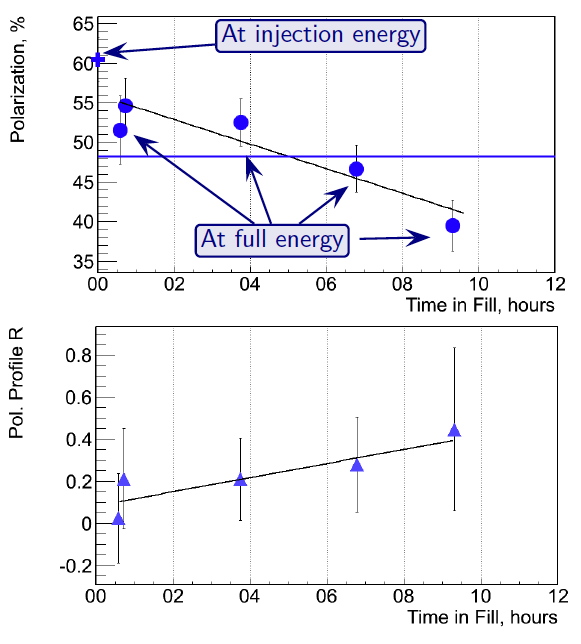 Polarization, %
65
60
55
50
45
40
35
At injection energy
At full energy
00 02 04 06 08 10 12
Time in Fill, hours
Pol. Profile R
0.8
0.6
0.4
0.2
0
-0.2
00 02 04 06 08 10 12
Time in Fill, hours